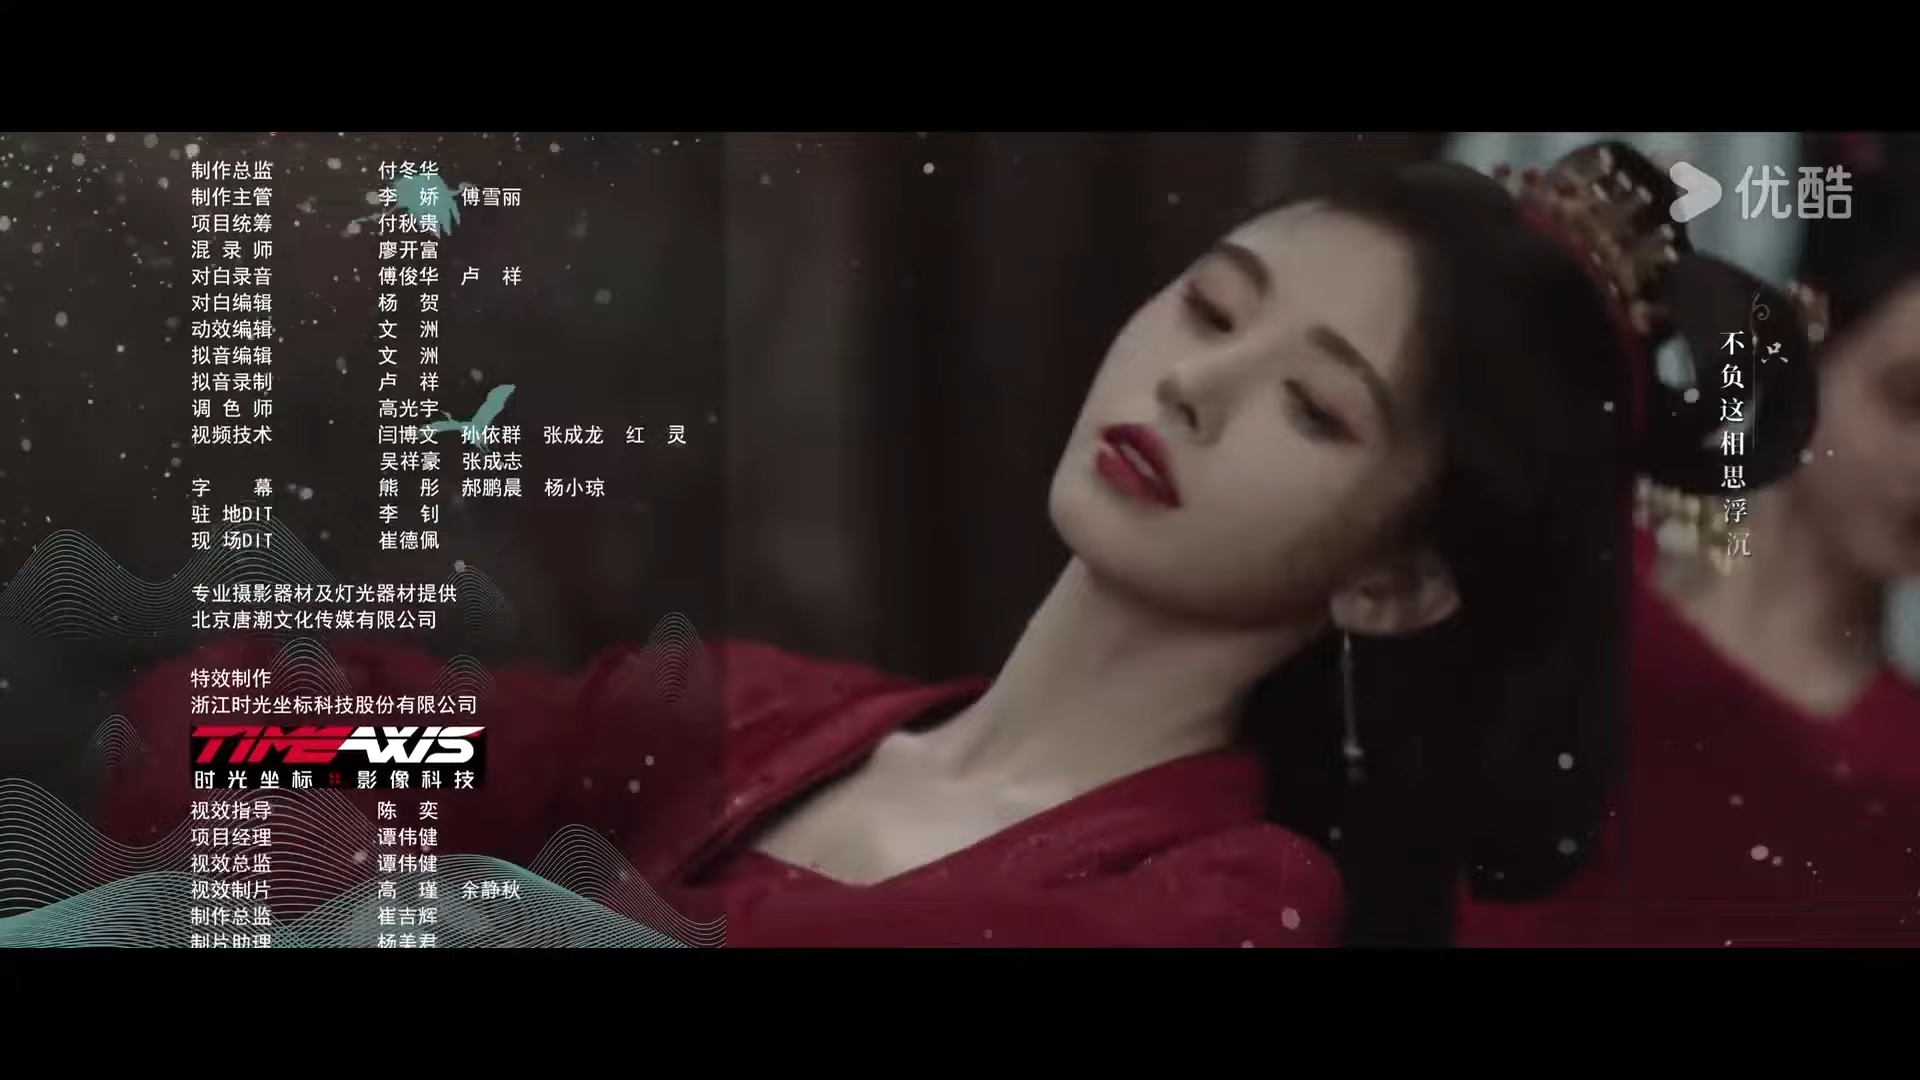 制作总监 付冬华
制作主管 李 娇 傅雪丽
项目统筹 付秋贵
混 录 师 廖开富
对白录音 傅俊华 卢 祥
对白编辑 杨 贺
动效编辑 文 洲
拟音编辑 文 洲
拟音录制 卢 祥
调 色 师 高光宇
视频技术 闫博文 孙依群 张成龙 红 灵
吴祥豪 张成志
字 幕 熊 彤 郝鹏晨 杨小琼
驻 地DIT 李 钊
现 场DIT 崔德佩
专业摄影器材及灯光器材提供
北京唐潮文化传媒有限公司
特效制作
浙江时光坐标科技股份有限公司
TIMEAXIS
时光坐标 影像科技
视效指导 陈 奕
项目经理 谭伟健
视效总监 谭伟健
视效制片 高 瑾 余静秋
制作总监 崔吉辉
制片助理 杨美君
优酷
只
不负这相思浮沉